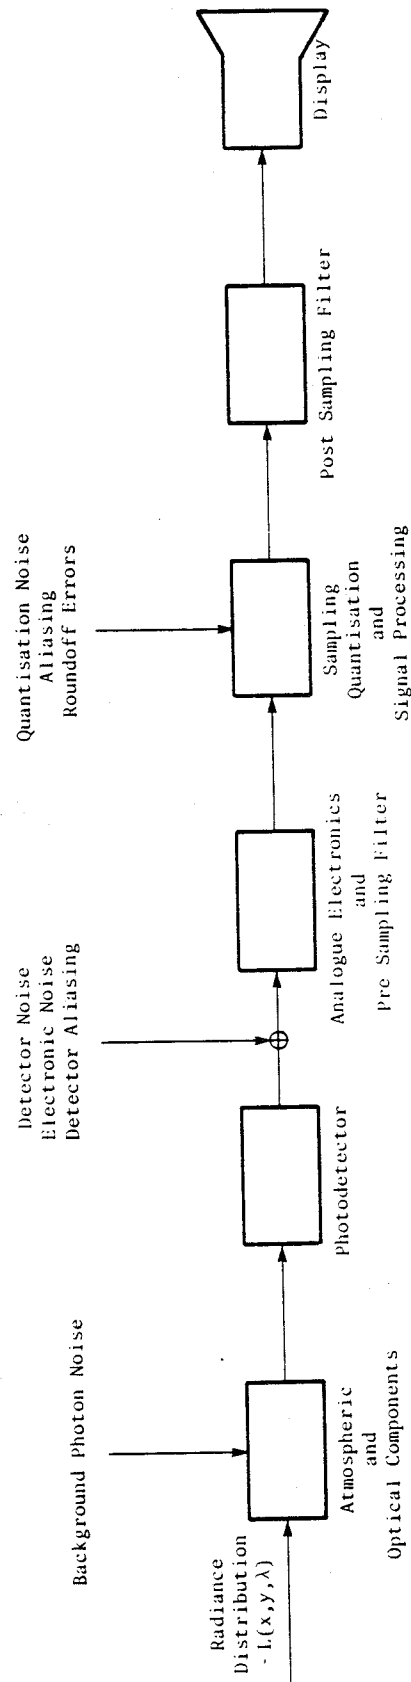 Radiance
Distribution
- L(x,y,λ)
Background Photon Noise
Atmospheric
and
Optical Components
Photodetector
Detector Noise
Electronic Noise
Detector Aliasing
Analogue Electronics
and
Pre Sampling Filter
Quantisation Noise
Aliasing
Roundoff Errors
Sampling
Quantisation
and
Signal Processing
Post Sampling Filter
Display